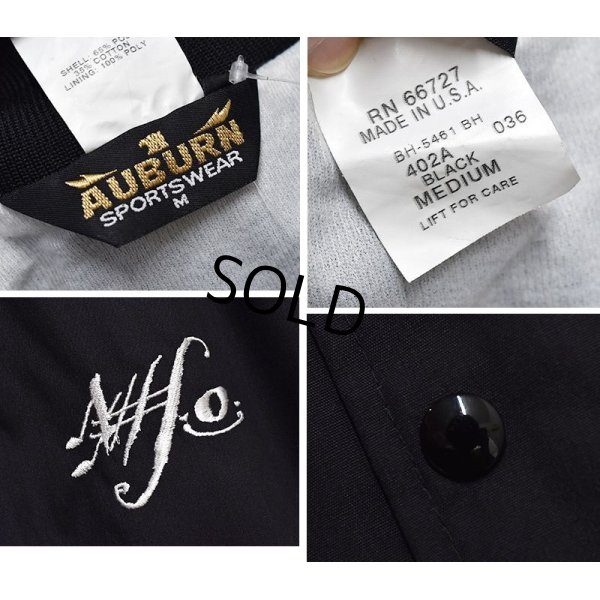 SHELL: 65% PO
35% COTTON
LINING: 100% POLY
AUBURN
SPORTSWEAR
M
RN 66727
MADE IN U.S.A.
BH-5461 BH 036
402A
BLACK
MEDIUM
LIFT FOR CARE
SOLD